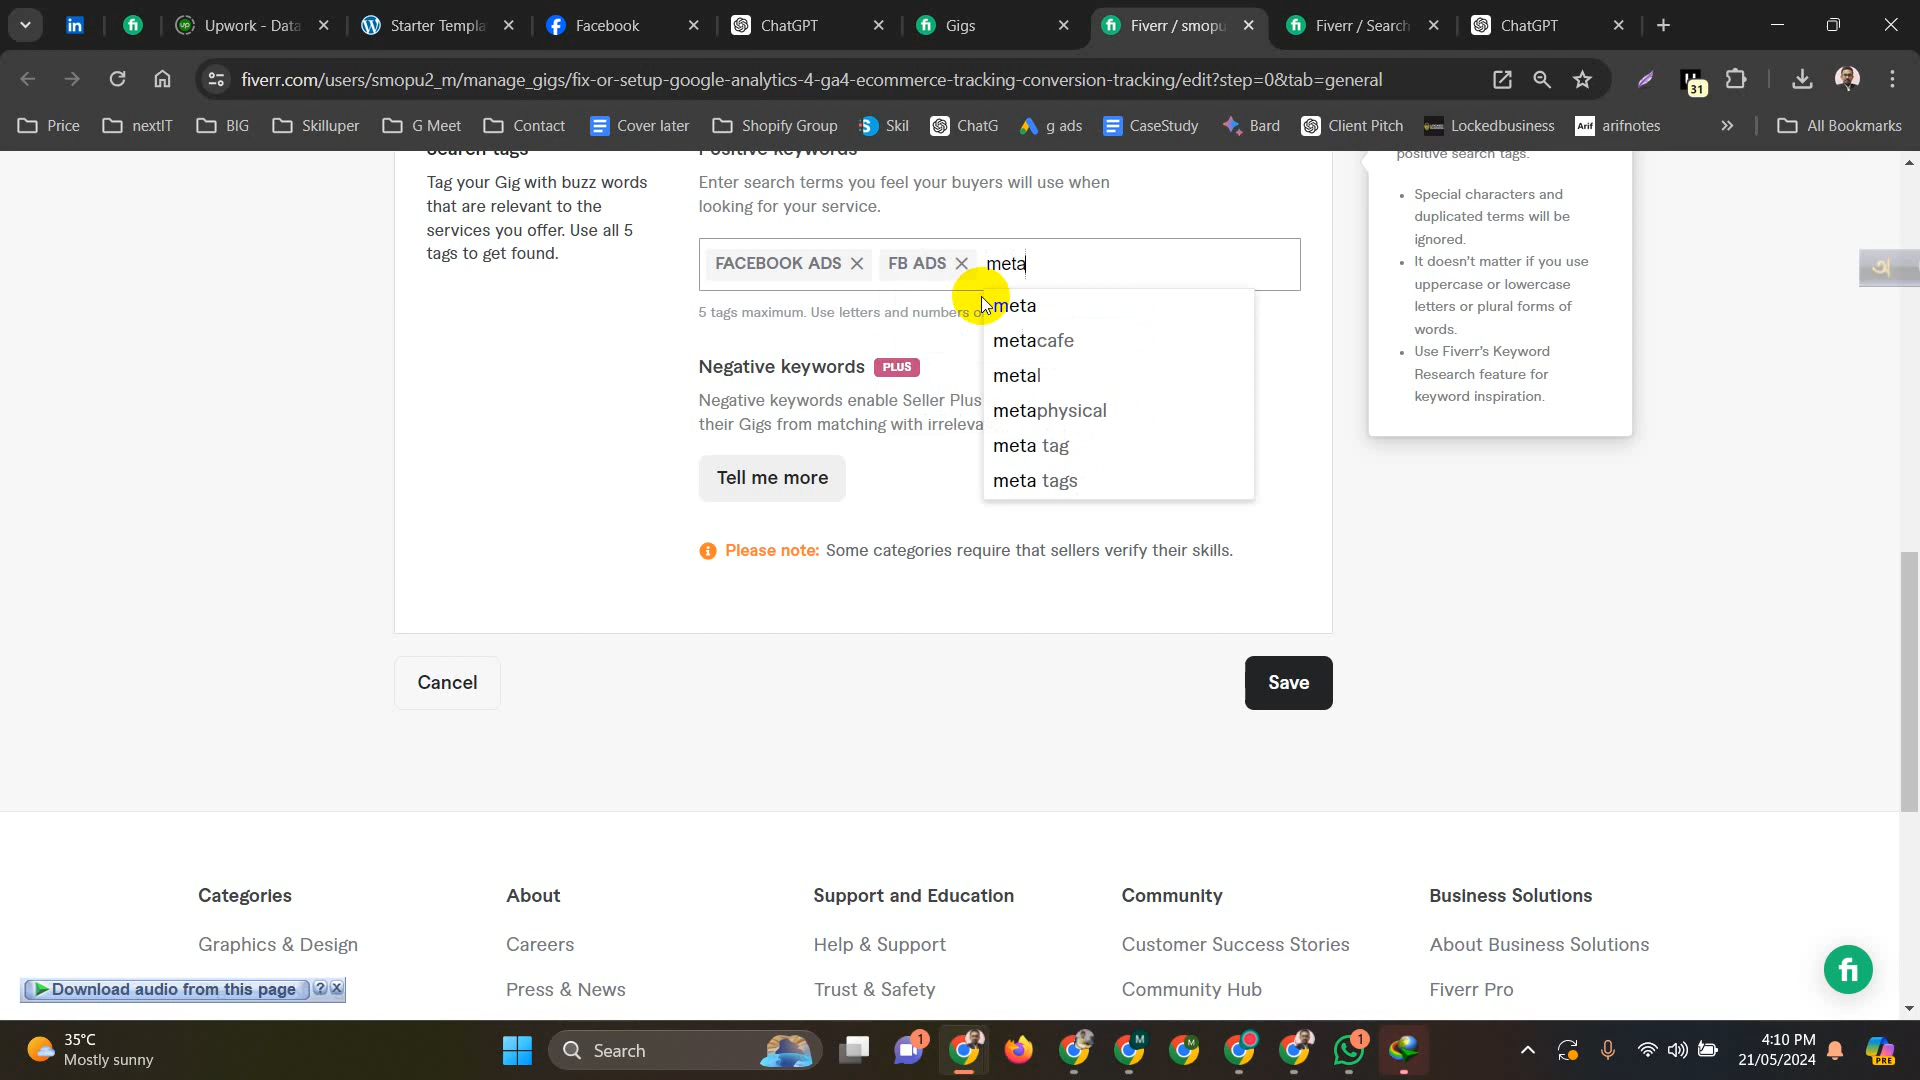 Upwork - Data
Starter Templa
Facebook
ChatGPT
Gigs
Fiverr / smopu
Fiverr / Search
ChatGPT
fiverr.com/users/smopu2_m/manage_gigs/fix-or-setup-google-analytics-4-ga4-ecommerce-tracking-conversion-tracking/edit?step=0&tab=general
31
Price
nextIT
BIG
Skilluper
G Meet
Contact
Cover later
Shopify Group
Skil
ChatG
g ads
CaseStudy
Bard
Client Pitch
Lockedbusiness
Arif arifnotes
»
All Bookmarks
Search tags
Tag your Gig with buzz words
that are relevant to the
services you offer. Use all 5
tags to get found.
Positive keywords
Enter search terms you feel your buyers will use when
looking for your service.
FACEBOOK ADS
FB ADS
meta
5 tags maximum. Use letters and numbers o
meta
metacafe
metal
metaphysical
meta tag
meta tags
Negative keywords PLUS
Negative keywords enable Seller Plus
their Gigs from matching with irreleva
Tell me more
Please note: Some categories require that sellers verify their skills.
positive search tags.
• Special characters and
duplicated terms will be
ignored.
• It doesn't matter if you use
uppercase or lowercase
letters or plural forms of
words.
• Use Fiverr's Keyword
Research feature for
keyword inspiration.
অ
Cancel
Save
Categories
Graphics & Design
About
Careers
Press & News
Support and Education
Help & Support
Trust & Safety
Community
Customer Success Stories
Community Hub
Business Solutions
About Business Solutions
Fiverr Pro
fi
Download audio from this page
?
35°C
Mostly sunny
Search
1
M
M
1
4:10 PM
21/05/2024
PRE